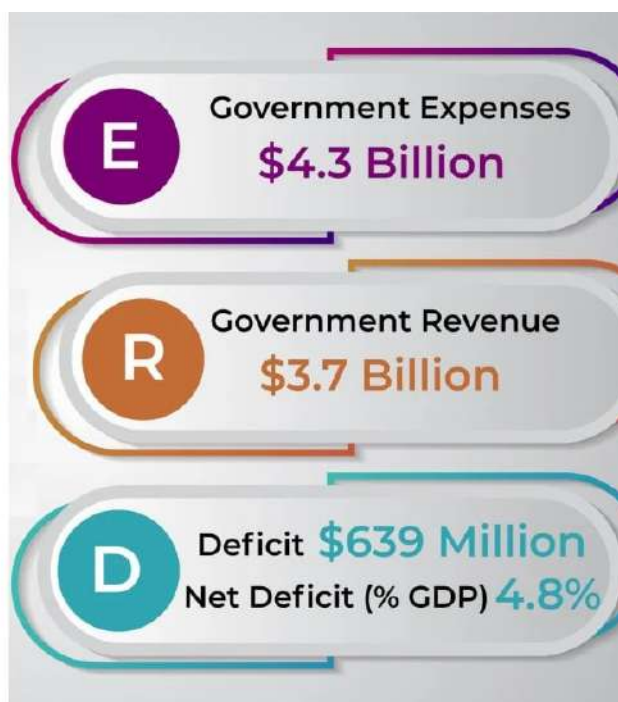 E
Government Expenses
$4.3 Billion
R
Government Revenue
$3.7 Billion
D
Deficit $639 Million
Net Deficit (% GDP) 4.8%